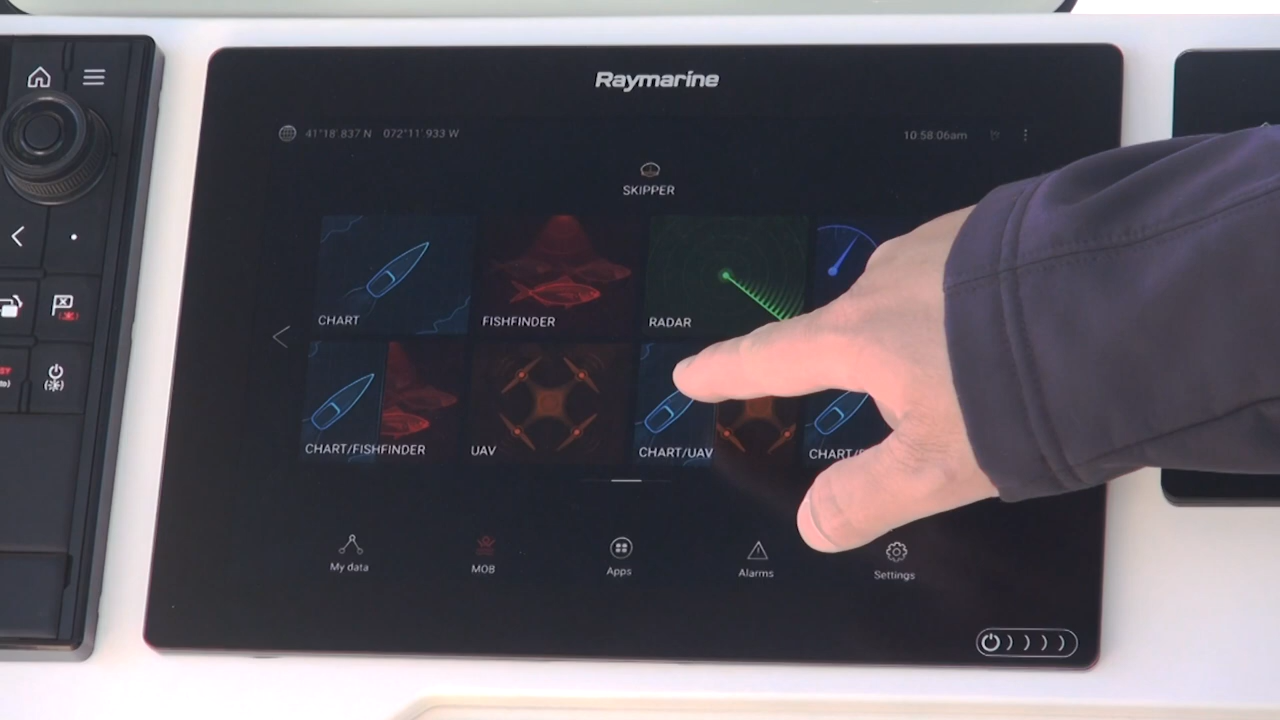 Raymarine
41°18'.837 N 072°11'.933 W
10:58:06am
SKIPPER
CHART
FISHFINDER
RADAR
CHART/FISHFINDER
UAV
CHART/UAV
CHART/
My data
MOB
Apps
Alarms
Settings